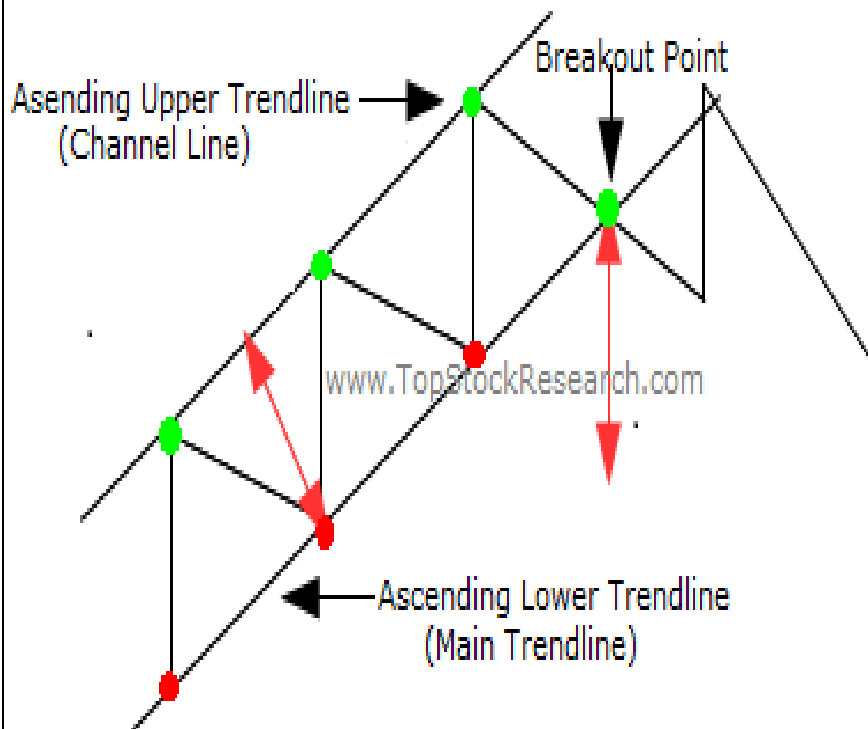 Breakout Point
Asending Upper Trendline
(Channel Line)
www.TopStockResearch.com
Ascending Lower Trendline
(Main Trendline)